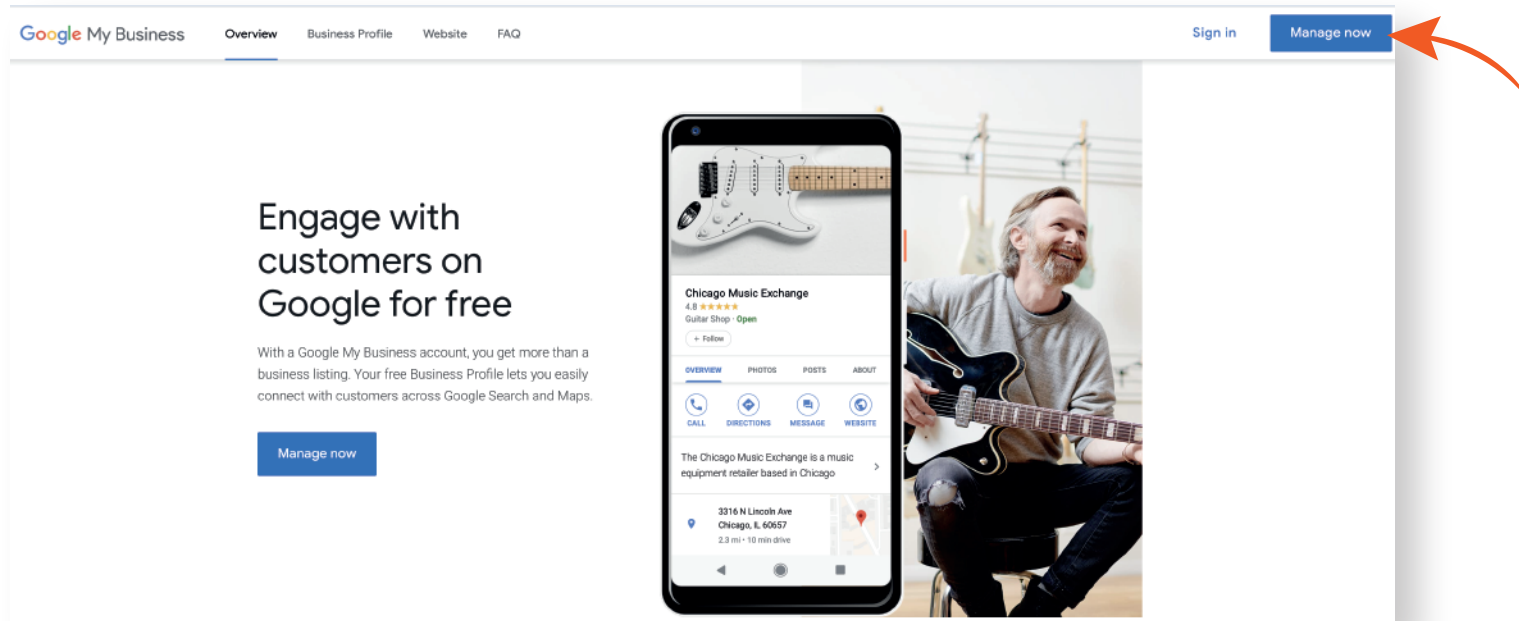 Google My Business
Overview
Business Profile
Website
FAQ
Sign in
Manage now
Engage with
customers on
Google for free
With a Google My Business account, you get more than a
business listing. Your free Business Profile lets you easily
connect with customers across Google Search and Maps.
Manage now
Chicago Music Exchange
4.8 ★★★★★
Guitar Shop · Open
+ Follow
OVERVIEW
PHOTOS
POSTS
ABOUT
CALL
DIRECTIONS
MESSAGE
WEBSITE
The Chicago Music Exchange is a music
equipment retailer based in Chicago
3316 N Lincoln Ave
Chicago, IL 60657
2.3 mi • 10 min drive